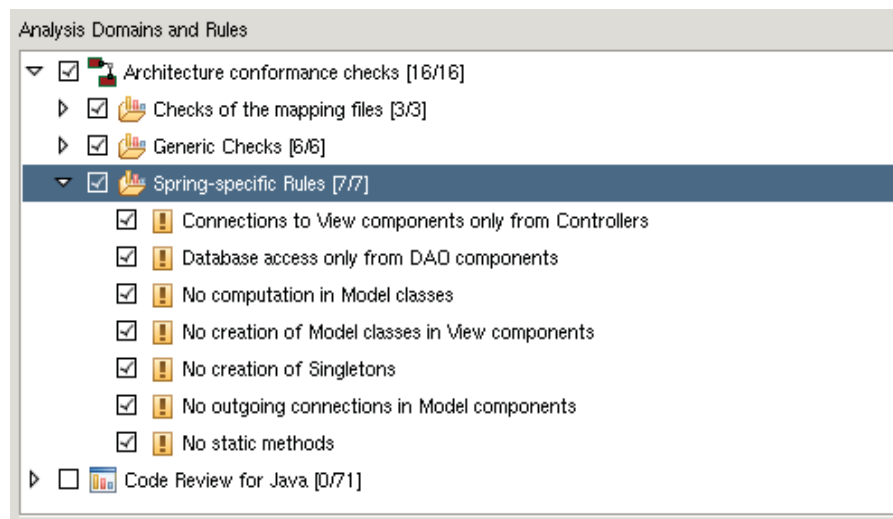 Analysis Domains and Rules
Architecture conformance checks [16/16]
Checks of the mapping files [3/3]
Generic Checks [6/6]
Spring-specific Rules [7/7]
Connections to View components only from Controllers
Database access only from DAO components
No computation in Model classes
No creation of Model classes in View components
No creation of Singletons
No outgoing connections in Model components
No static methods
Code Review for Java [0/71]